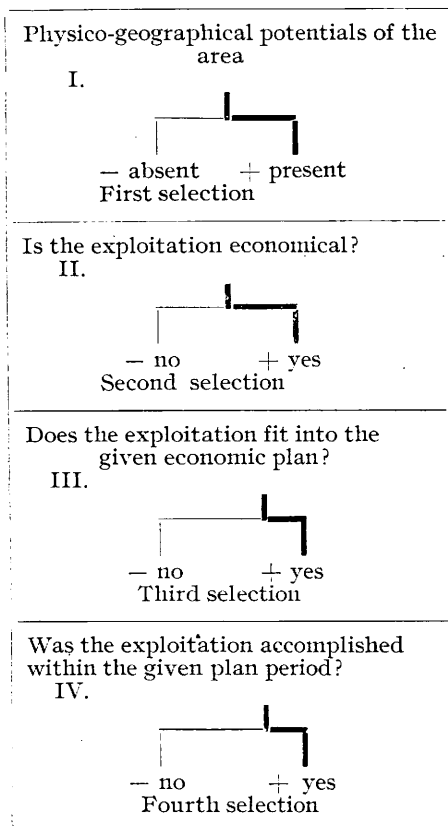 Physico-geographical potentials of the
area
I.
— absent + present
First selection
Is the exploitation economical?
II.
— no + yes
Second selection
Does the exploitation fit into the
given economic plan?
III.
— no + yes
Third selection
Was the exploitation accomplished
within the given plan period?
IV.
— no + yes
Fourth selection